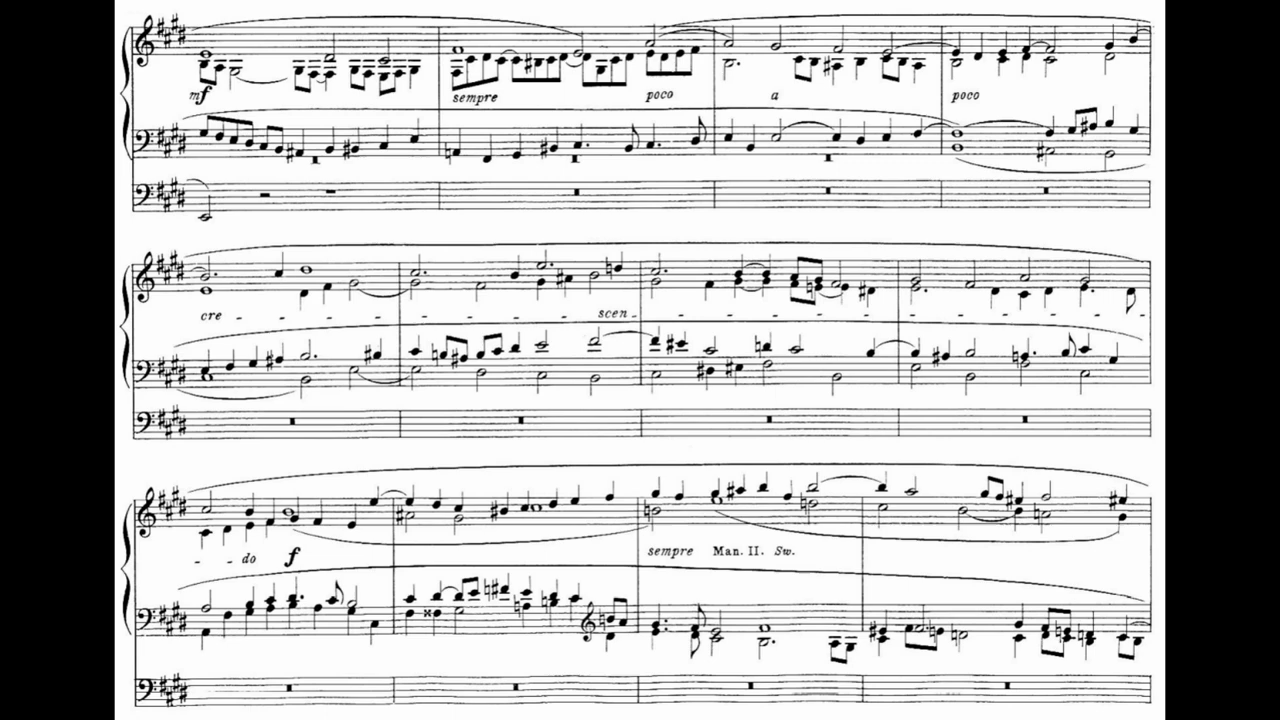 mf sempre poco a poco
cre - - - - - - scen - - - - - - - -
- - do f sempre Man. II. Sw.